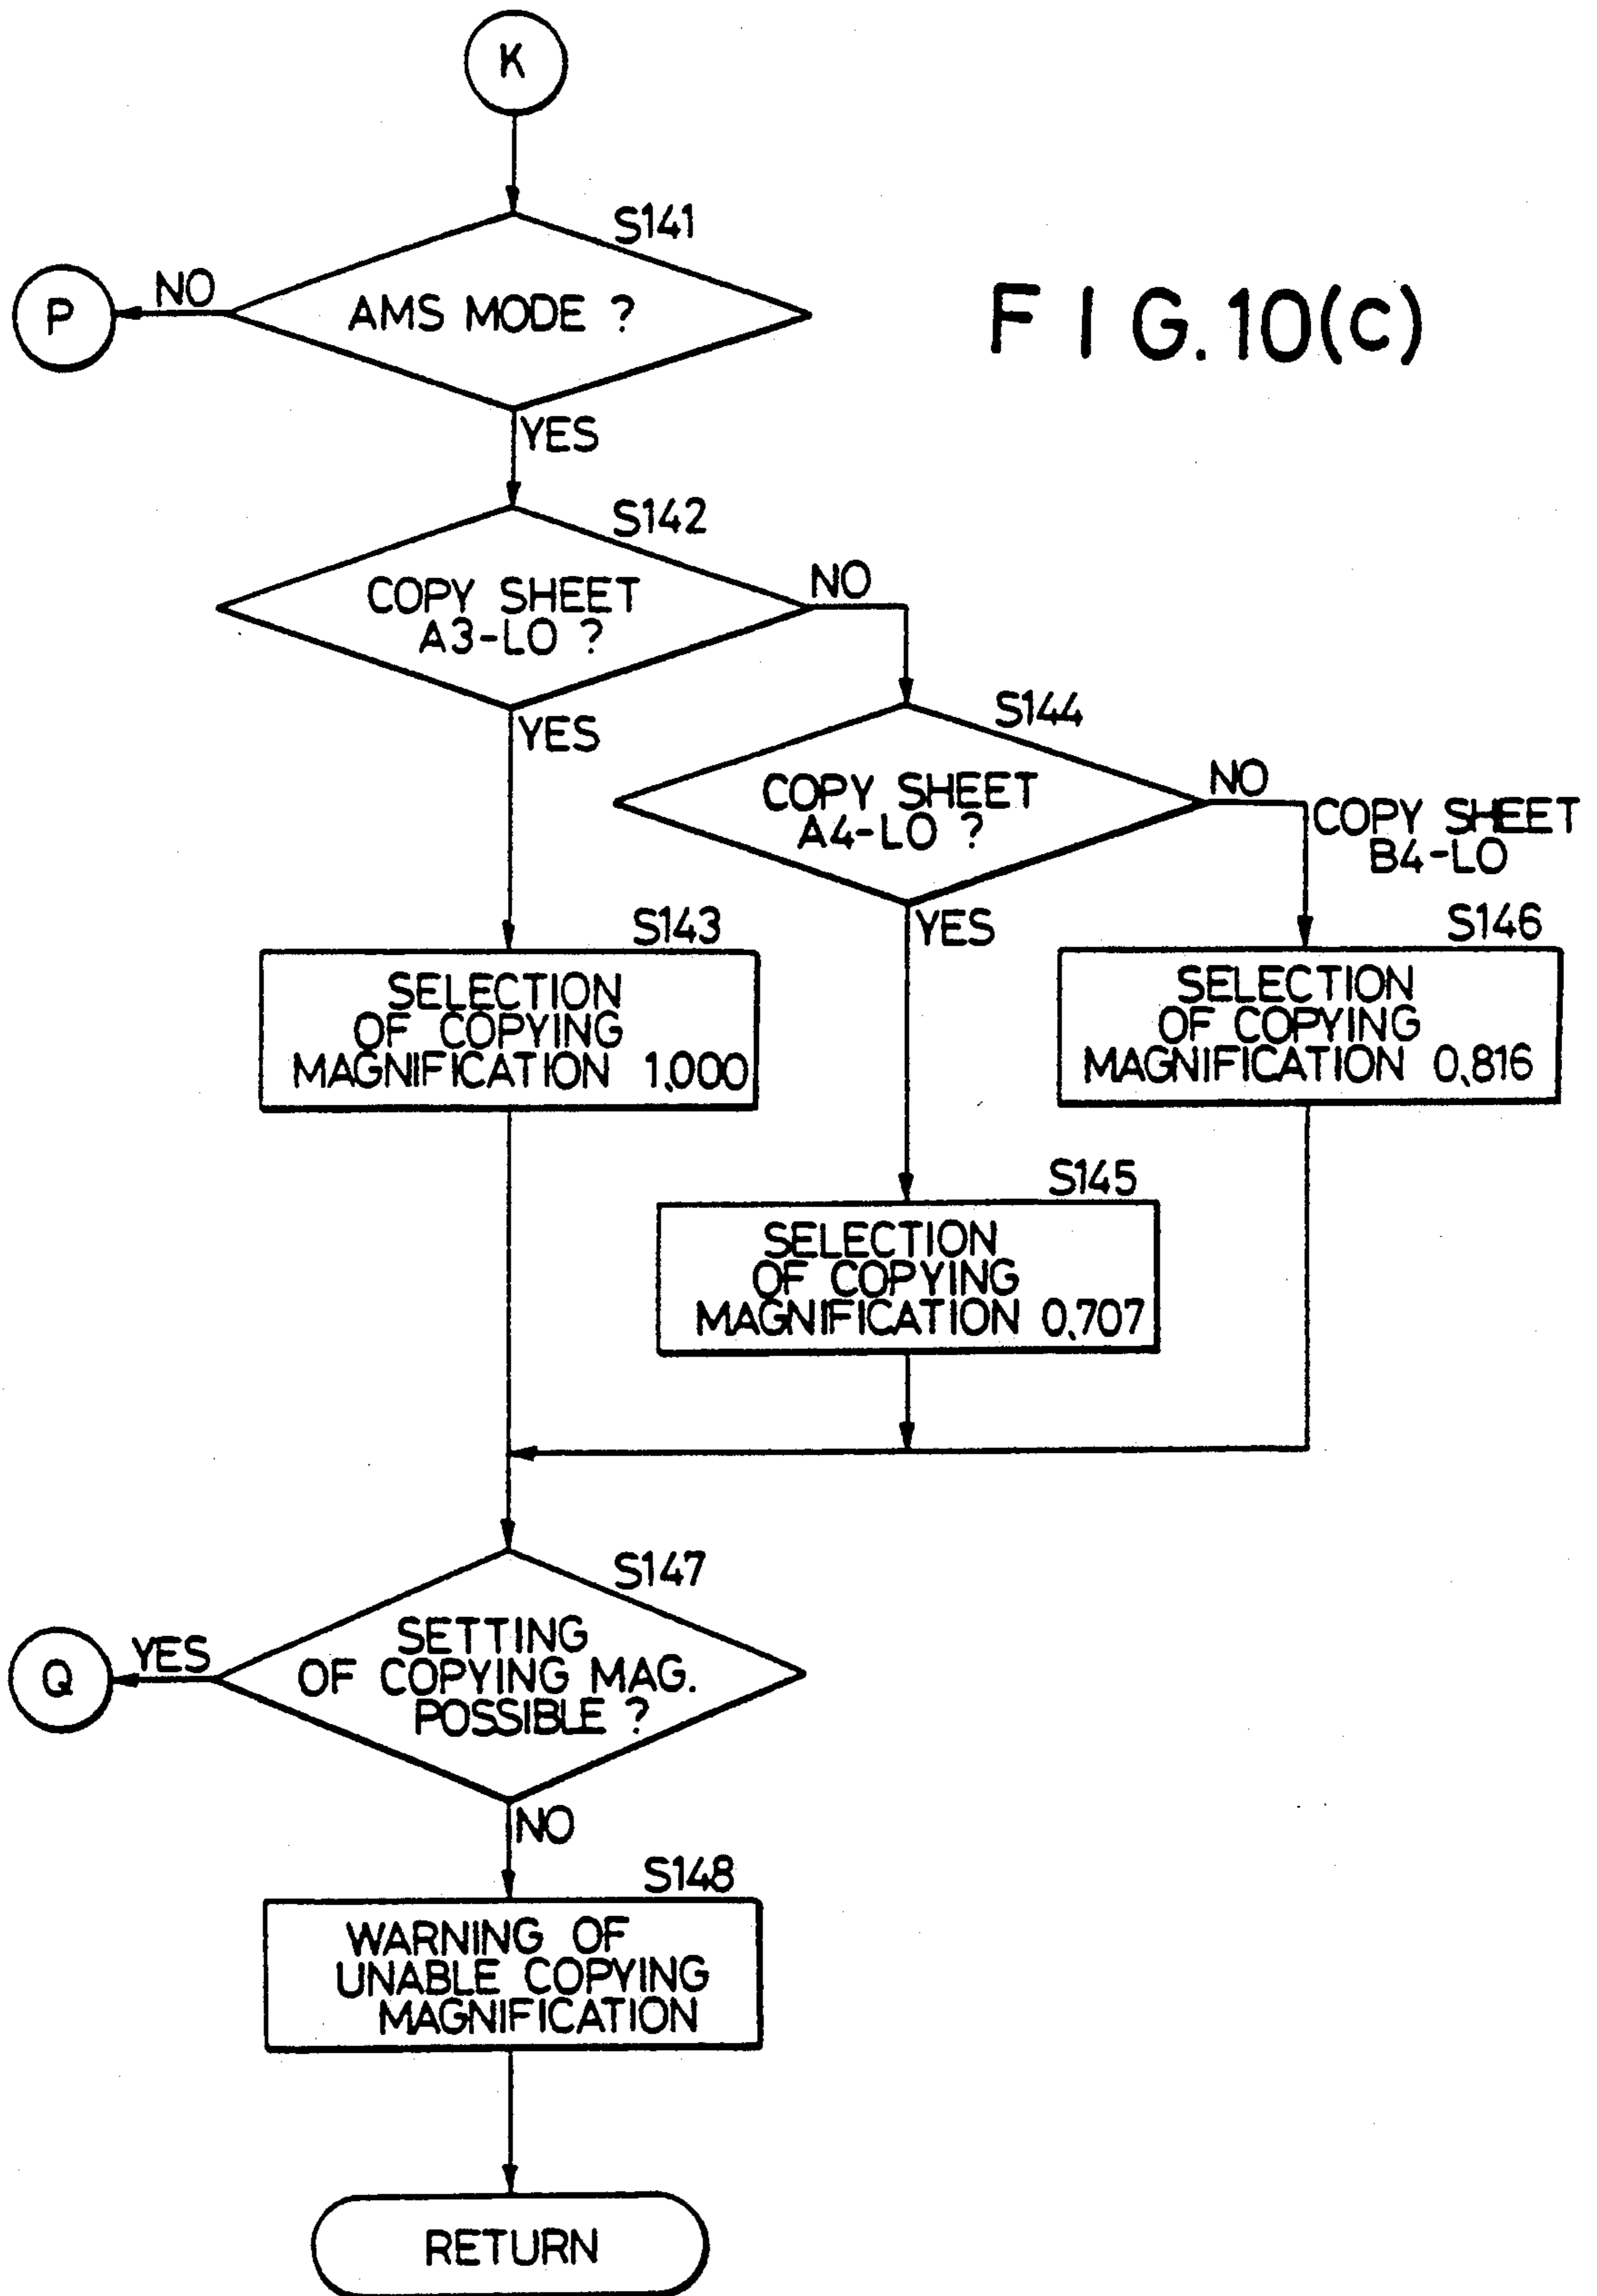 K
S141
P
NO
AMS MODE ?
FIG.10(c)
YES
S142
COPY SHEET
A3-LO ?
NO
YES
S144
COPY SHEET
A4-LO ?
NO
COPY SHEET
B4-LO
YES
S143
SELECTION
OF COPYING
MAGNIFICATION 1.000
S146
SELECTION
OF COPYING
MAGNIFICATION 0.816
S145
SELECTION
OF COPYING
MAGNIFICATION 0.707
S147
Q
YES
SETTING
OF COPYING MAG.
POSSIBLE ?
NO
S148
WARNING OF
UNABLE COPYING
MAGNIFICATION
RETURN